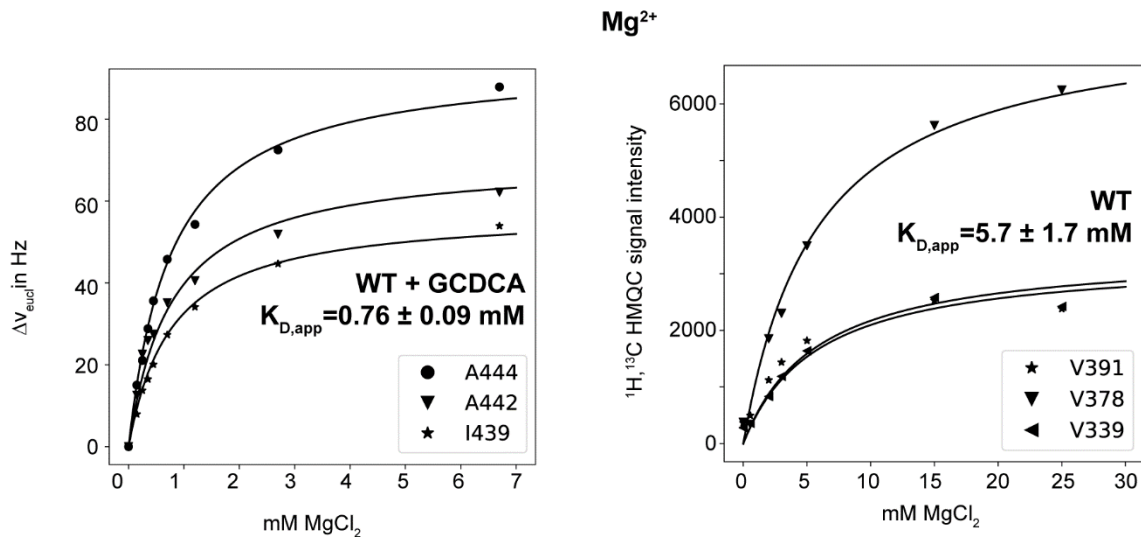 Mg²⁺
80
60
40
20
0
Δν_eucl in Hz
WT + GCDCA
K_D,app=0.76 ± 0.09 mM
A444
A442
I439
0 1 2 3 4 5 6 7
mM MgCl₂
6000
4000
2000
0
¹H,¹³C HMQC signal intensity
WT
K_D,app=5.7 ± 1.7 mM
V391
V378
V339
0 5 10 15 20 25 30
mM MgCl₂